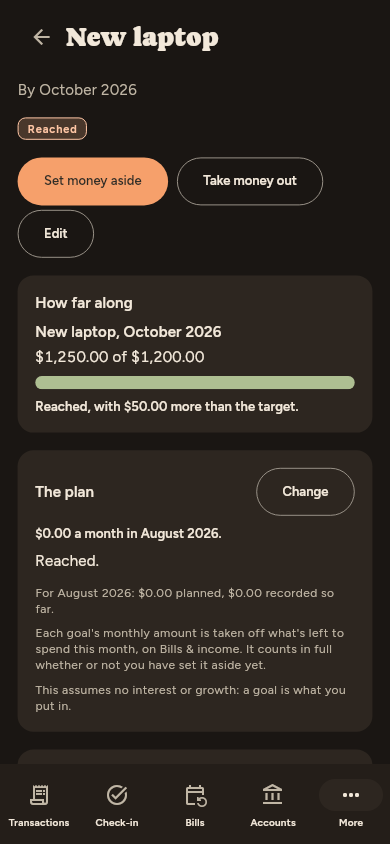 New laptop
By October 2026
Reached
Set money aside
Take money out
Edit
How far along
New laptop, October 2026
$1,250.00 of $1,200.00
Reached, with $50.00 more than the target.
The plan
Change
$0.00 a month in August 2026.
Reached.
For August 2026: $0.00 planned, $0.00 recorded so
far.
Each goal's monthly amount is taken off what's left to
spend this month, on Bills & income. It counts in full
whether or not you have set it aside yet.
This assumes no interest or growth: a goal is what you
put in.
Transactions
Check-in
Bills
Accounts
More